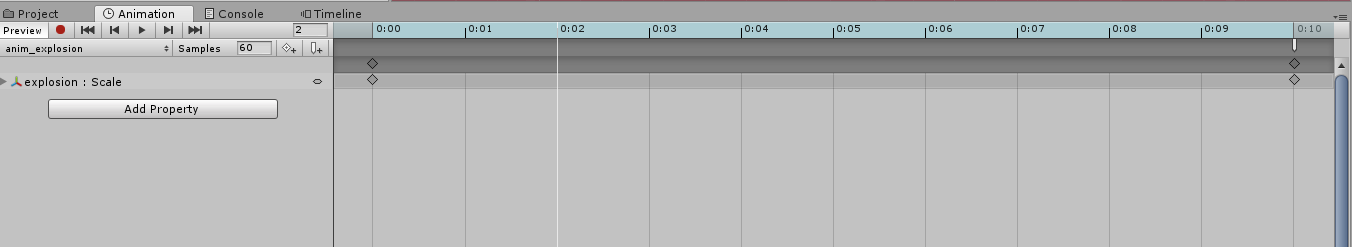 Project Animation Console Timeline
Preview 2 0:00 0:01 0:02 0:03 0:04 0:05 0:06 0:07 0:08 0:09 0:10
anim_explosion Samples 60
explosion : Scale
Add Property